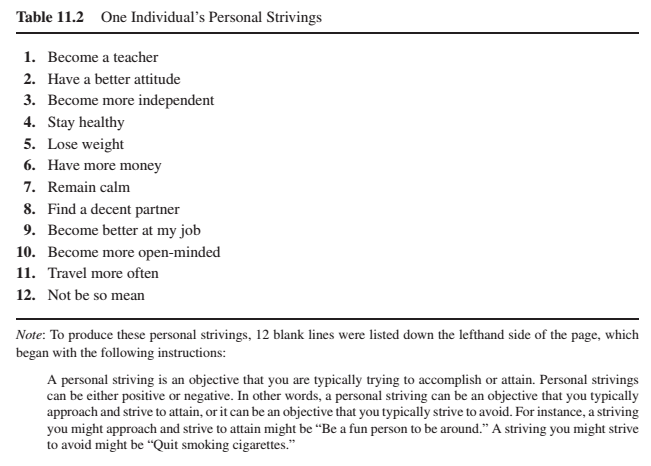 Table 11.2 One Individual's Personal Strivings
1. Become a teacher
2. Have a better attitude
3. Become more independent
4. Stay healthy
5. Lose weight
6. Have more money
7. Remain calm
8. Find a decent partner
9. Become better at my job
10. Become more open-minded
11. Travel more often
12. Not be so mean
Note: To produce these personal strivings, 12 blank lines were listed down the lefthand side of the page, which
began with the following instructions:
A personal striving is an objective that you are typically trying to accomplish or attain. Personal strivings
can be either positive or negative. In other words, a personal striving can be an objective that you typically
approach and strive to attain, or it can be an objective that you typically strive to avoid. For instance, a striving
you might approach and strive to attain might be “Be a fun person to be around.” A striving you might strive
to avoid might be “Quit smoking cigarettes.”